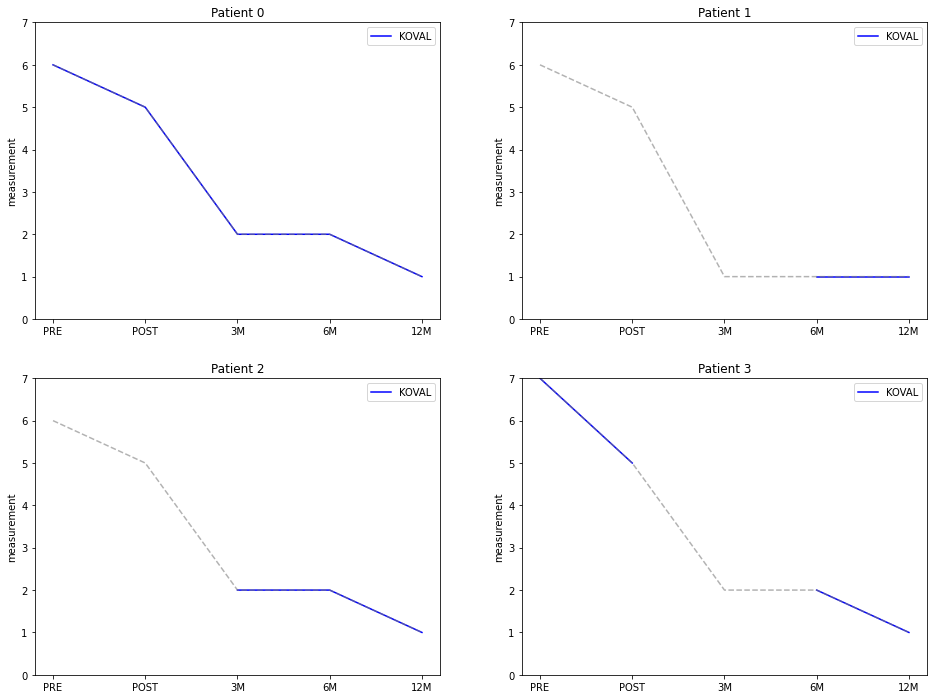 Patient 0
KOVAL
measurement
7
6
5
4
3
2
1
0
PRE POST 3M 6M 12M
Patient 1
KOVAL
measurement
7
6
5
4
3
2
1
0
PRE POST 3M 6M 12M
Patient 2
KOVAL
measurement
7
6
5
4
3
2
1
0
PRE POST 3M 6M 12M
Patient 3
KOVAL
measurement
7
6
5
4
3
2
1
0
PRE POST 3M 6M 12M